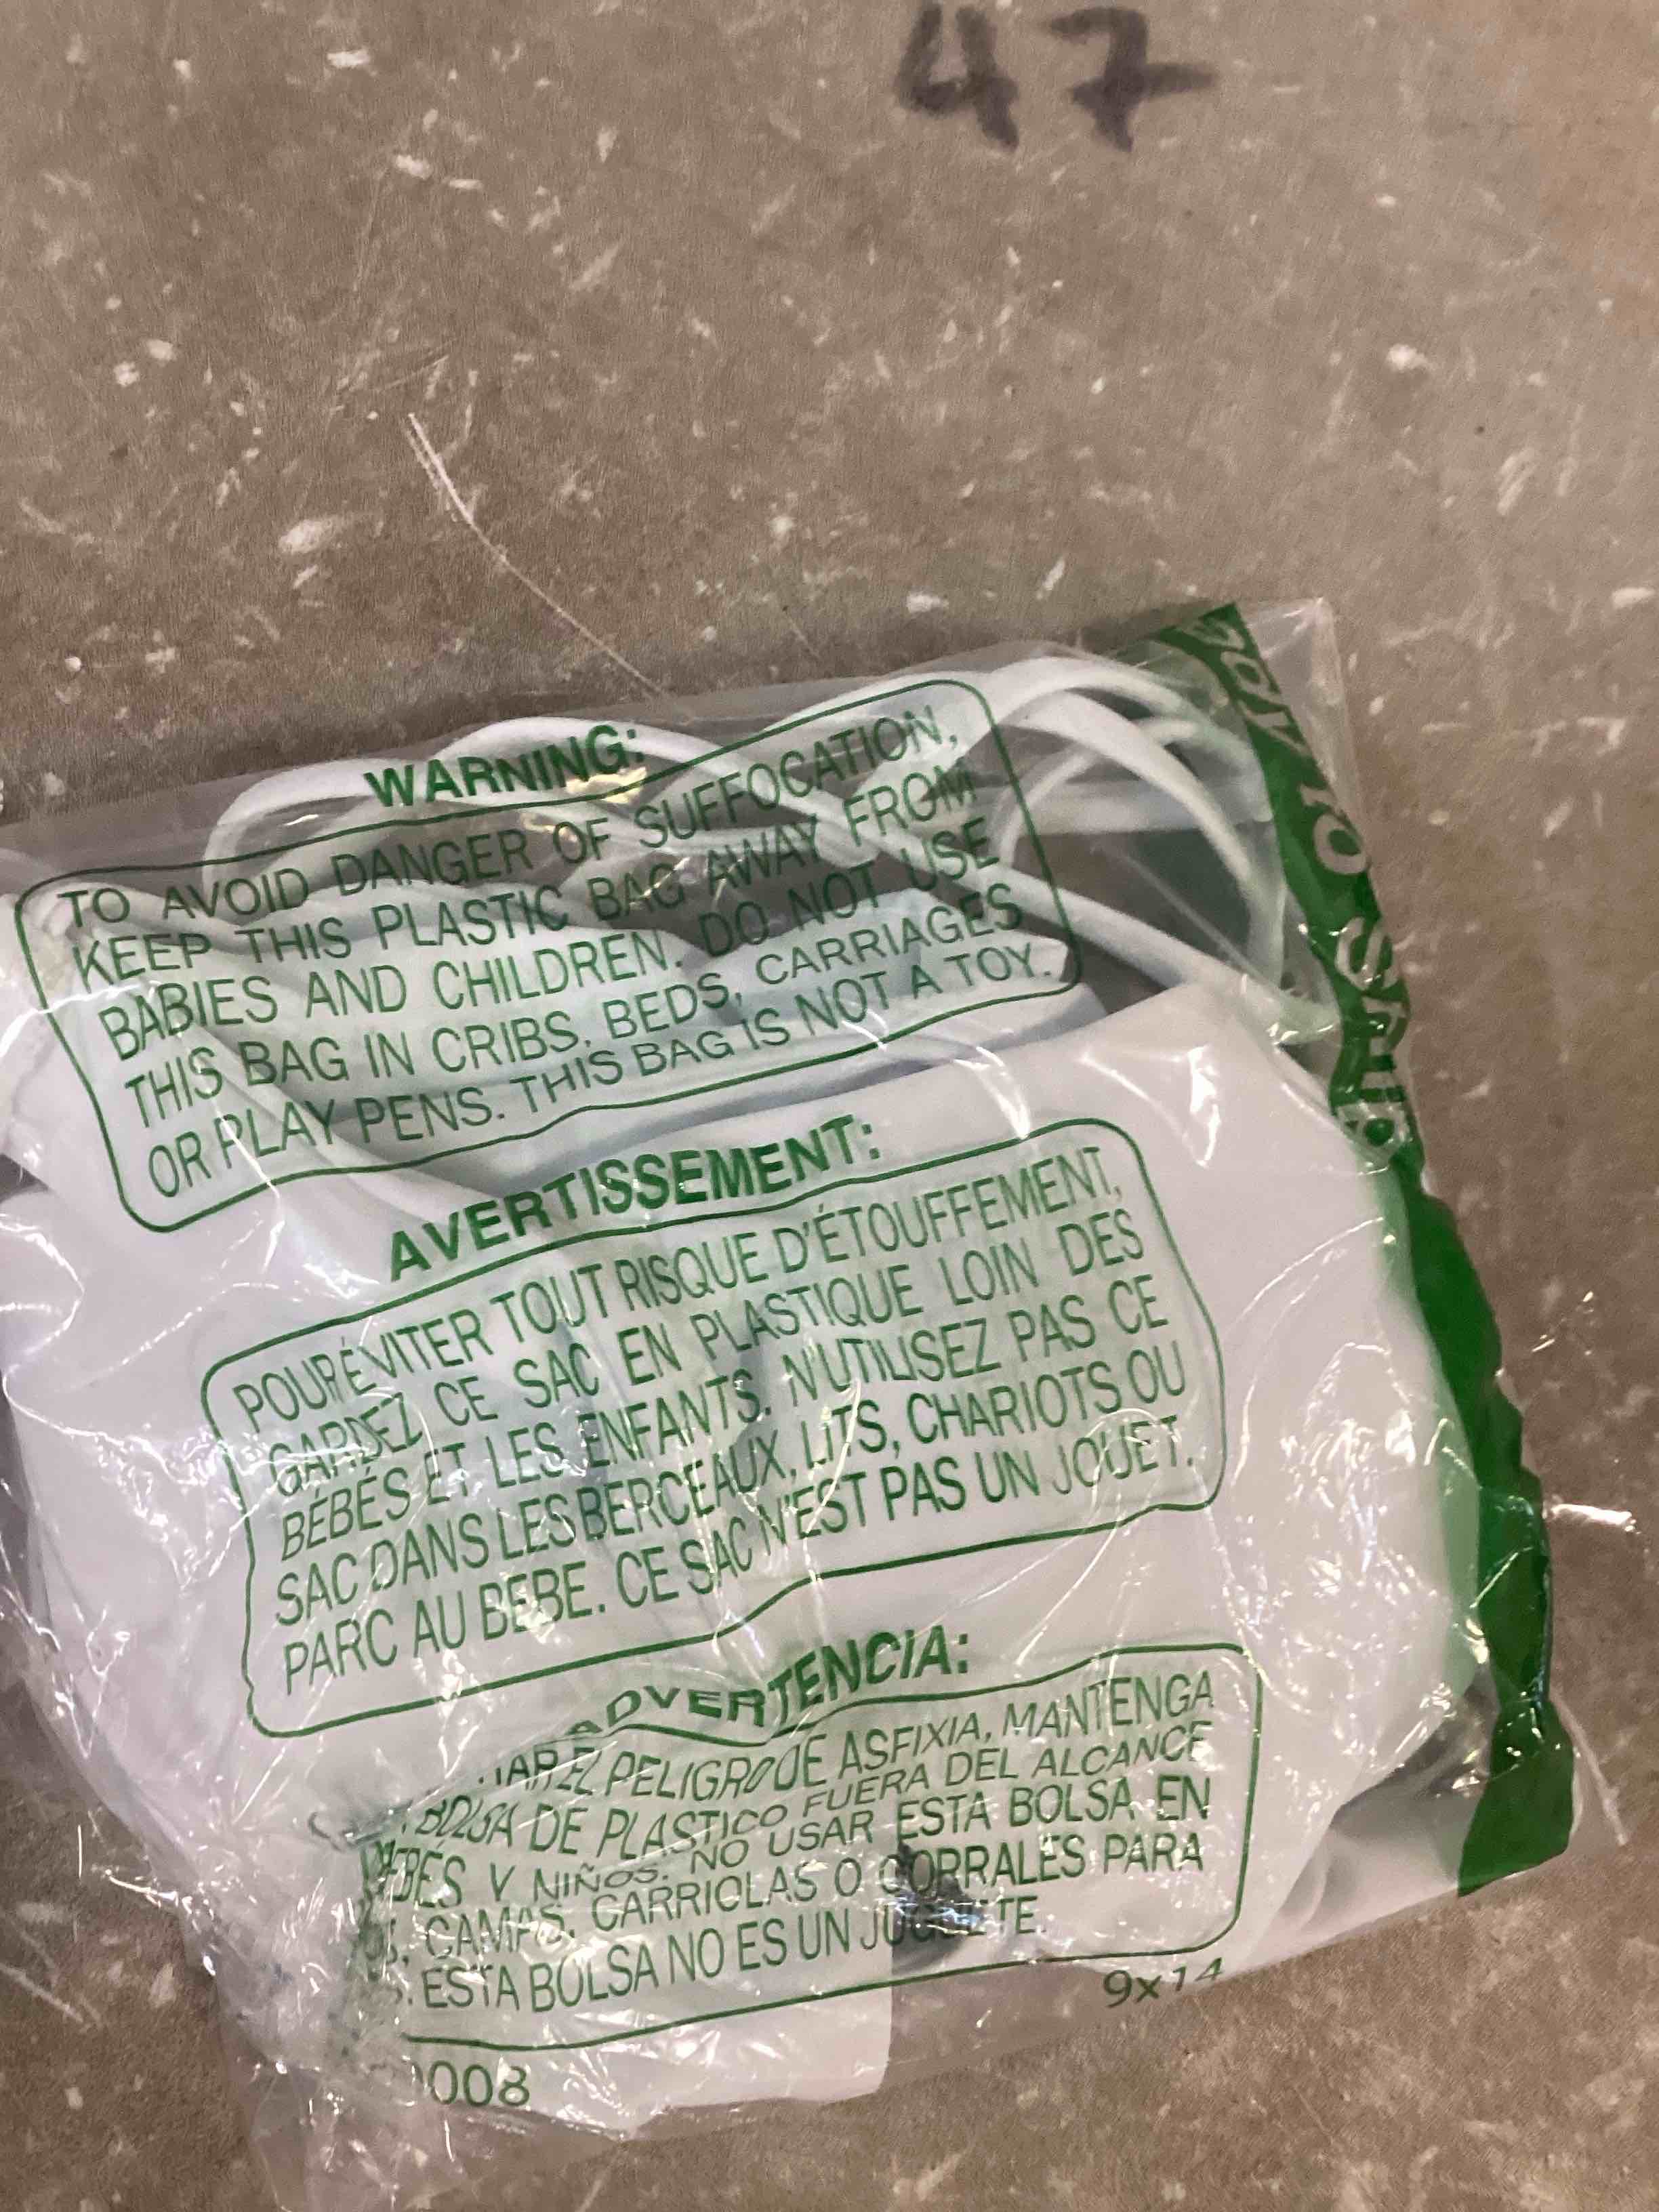 47
WARNING:
TO AVOID DANGER OF SUFFOCATION,
KEEP THIS PLASTIC BAG AWAY FROM
BABIES AND CHILDREN. DO NOT USE
THIS BAG IN CRIBS, BEDS, CARRIAGES
OR PLAY PENS. THIS BAG IS NOT A TOY.
AVERTISSEMENT:
POUR ÉVITER TOUT RISQUE D'ÉTOUFFEMENT,
GARDEZ CE SAC EN PLASTIQUE LOIN DES
BÉBÉS ET LES ENFANTS. N'UTILISEZ PAS CE
SAC DANS LES BERCEAUX, LITS, CHARIOTS OU
PARC AU BEBE. CE SAC N'EST PAS UN JOUET.
ADVERTENCIA:
EL PELIGRO DE ASFIXIA, MANTENGA
BOLSA DE PLASTICO FUERA DEL ALCANCE
Y NIÑOS. NO USAR ESTA BOLSA EN
CAMAS, CARRIOLAS O CORRALES PARA
ESTA BOLSA NO ES UN JUGUETE.
9x14